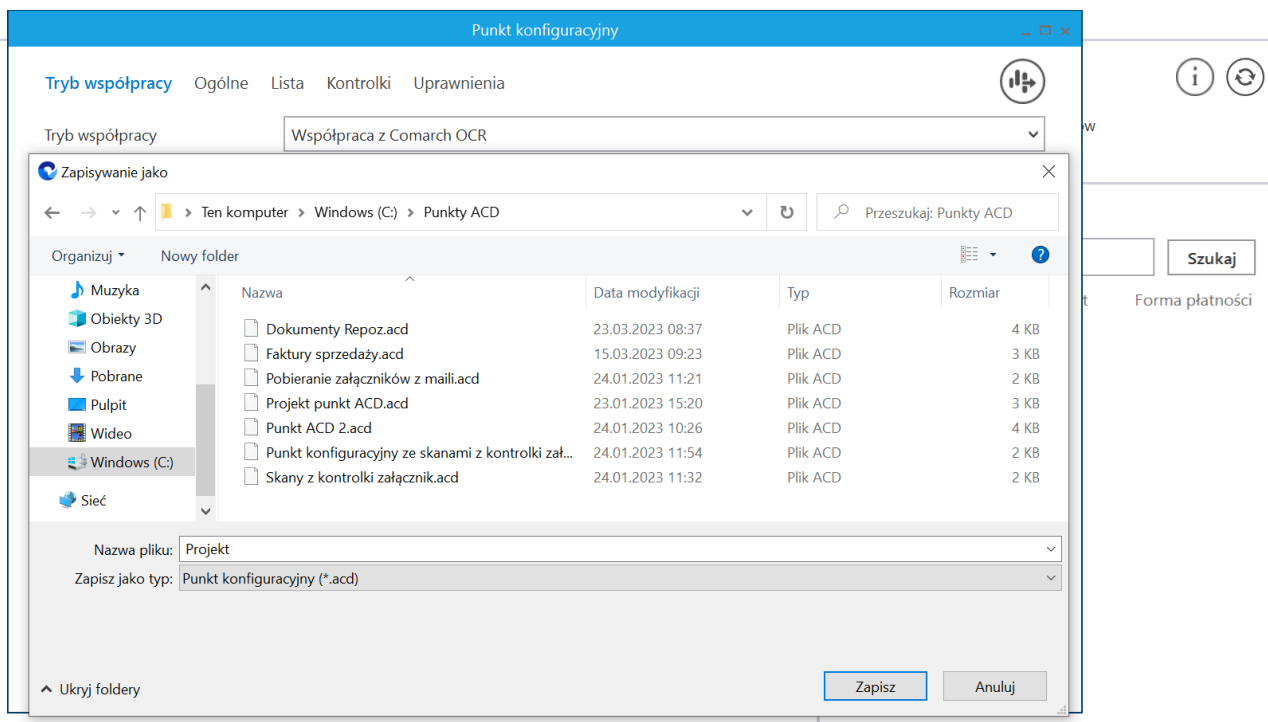 Punkt konfiguracyjny
Tryb współpracy Ogólne Lista Kontrolki Uprawnienia
Tryb współpracy Współpraca z Comarch OCR
ów
Zapisywanie jako
Ten komputer > Windows (C:) > Punkty ACD Przeszukaj: Punkty ACD
Organizuj Nowy folder
Szukaj
Muzyka
Obiekty 3D
Obrazy
Pobrane
Pulpit
Wideo
Windows (C:)
Sieć
Nazwa Data modyfikacji Typ Rozmiar
Dokumenty Repoz.acd 23.03.2023 08:37 Plik ACD 4 KB
Faktury sprzedaży.acd 15.03.2023 09:23 Plik ACD 3 KB
Pobieranie załączników z maili.acd 24.01.2023 11:21 Plik ACD 2 KB
Projekt punkt ACD.acd 23.01.2023 15:20 Plik ACD 3 KB
Punkt ACD 2.acd 24.01.2023 10:26 Plik ACD 4 KB
Punkt konfiguracyjny ze skanami z kontrolki zał... 24.01.2023 11:54 Plik ACD 2 KB
Skany z kontrolki załącznik.acd 24.01.2023 11:32 Plik ACD 2 KB
t Forma płatności
Nazwa pliku: Projekt
Zapisz jako typ: Punkt konfiguracyjny (*.acd)
Ukryj foldery
Zapisz Anuluj